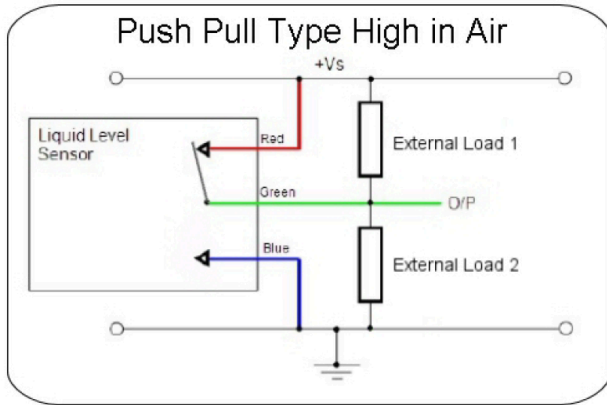 Push Pull Type High in Air
+Vs
Liquid Level
Sensor
Red
External Load 1
Green
O/P
Blue
External Load 2